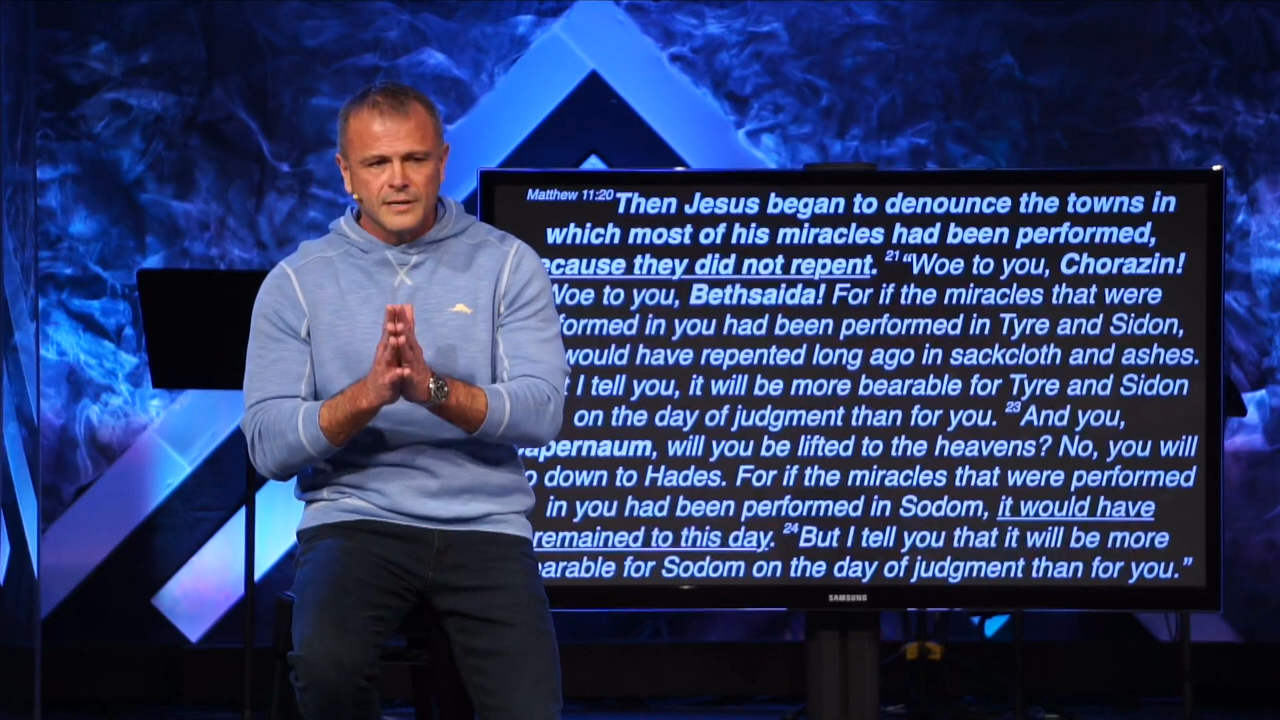 Matthew 11:20 Then Jesus began to denounce the towns in
which most of his miracles had been performed,
ecause they did not repent. 21 “Woe to you, Chorazin!
Woe to you, Bethsaida! For if the miracles that were
formed in you had been performed in Tyre and Sidon,
would have repented long ago in sackcloth and ashes.
t I tell you, it will be more bearable for Tyre and Sidon
on the day of judgment than for you. 23 And you,
apernaum, will you be lifted to the heavens? No, you will
o down to Hades. For if the miracles that were performed
in you had been performed in Sodom, it would have
remained to this day. 24 But I tell you that it will be more
earable for Sodom on the day of judgment than for you.”
SAMSUNG